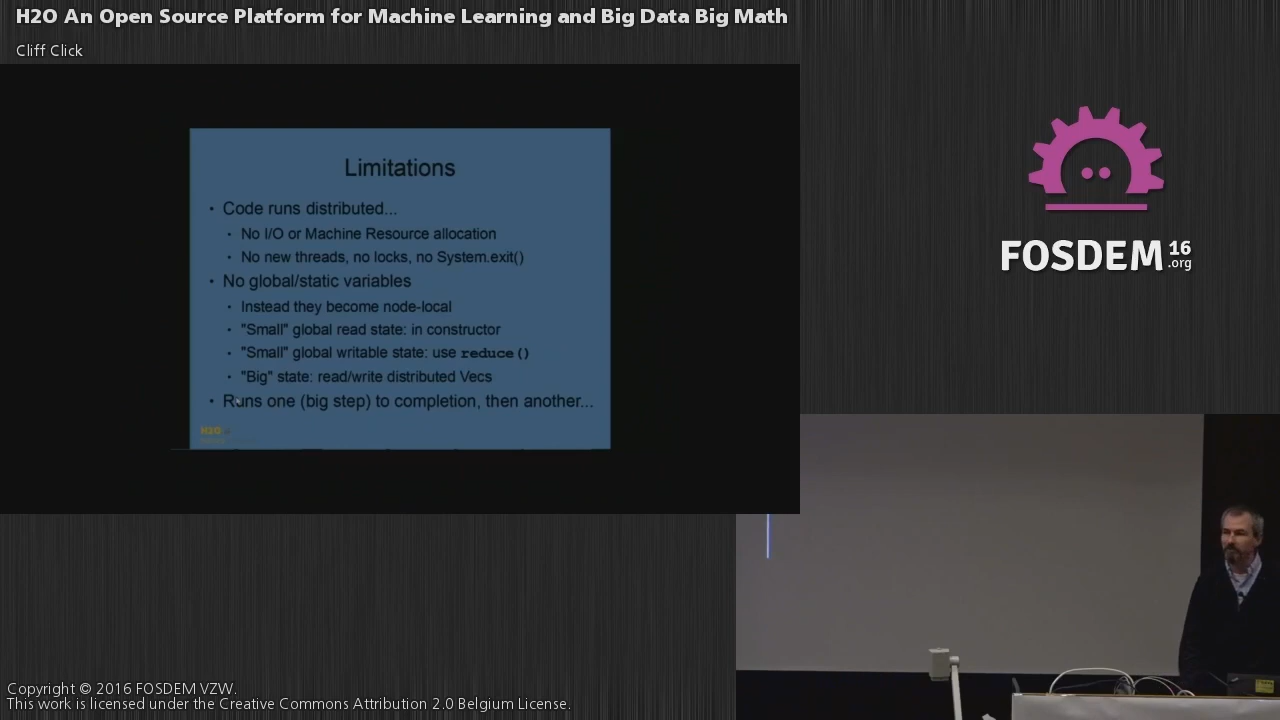 H2O An Open Source Platform for Machine Learning and Big Data Big Math
Cliff Click
Limitations
• Code runs distributed...
• No I/O or Machine Resource allocation
• No new threads, no locks, no System.exit()
• No global/static variables
• Instead they become node-local
• "Small" global read state: in constructor
• "Small" global writable state: use reduce()
• "Big" state: read/write distributed Vecs
• Runs one (big step) to completion, then another...
H2O
FOSDEM 16
.org
Copyright © 2016 FOSDEM VZW.
This work is licensed under the Creative Commons Attribution 2.0 Belgium License.